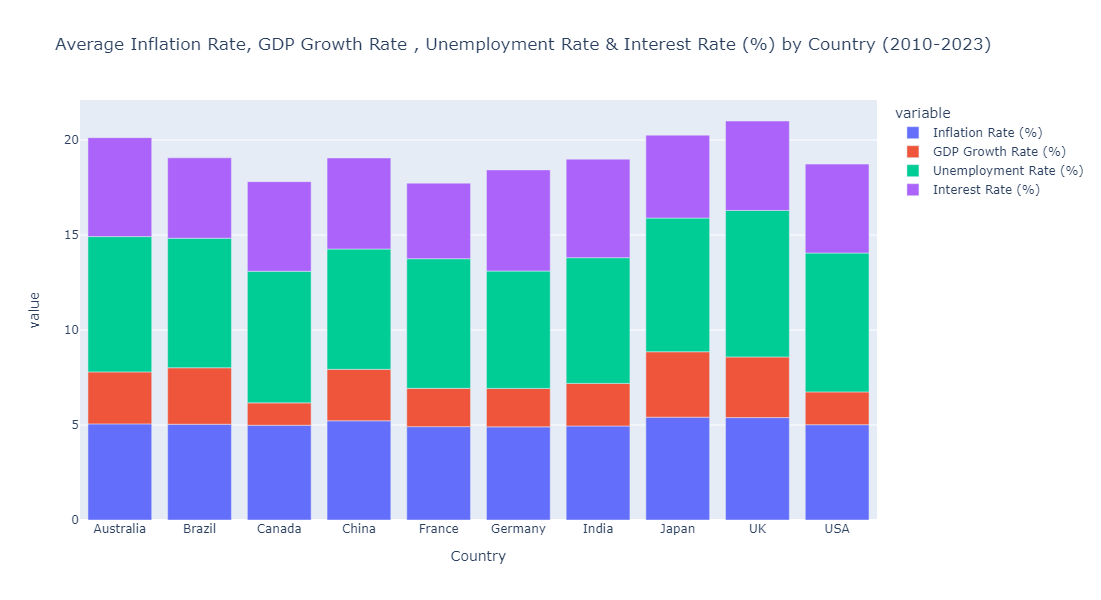 Average Inflation Rate, GDP Growth Rate , Unemployment Rate & Interest Rate (%) by Country (2010-2023)
variable
Inflation Rate (%)
GDP Growth Rate (%)
Unemployment Rate (%)
Interest Rate (%)
value
20
15
10
5
0
Australia
Brazil
Canada
China
France
Germany
India
Japan
UK
USA
Country